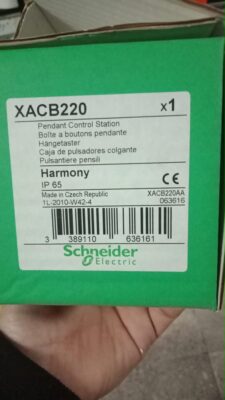 XACB220 x1
Pendant Control Station
Boîte à boutons pendante
Hängetaster
Caja de pulsadores colgante
Pulsantiere pensili
Harmony
IP 65 CE
Made in Czech Republic XACB220AA
1L-2010-W42-4 063616
3 389110 636161
Schneider
Electric